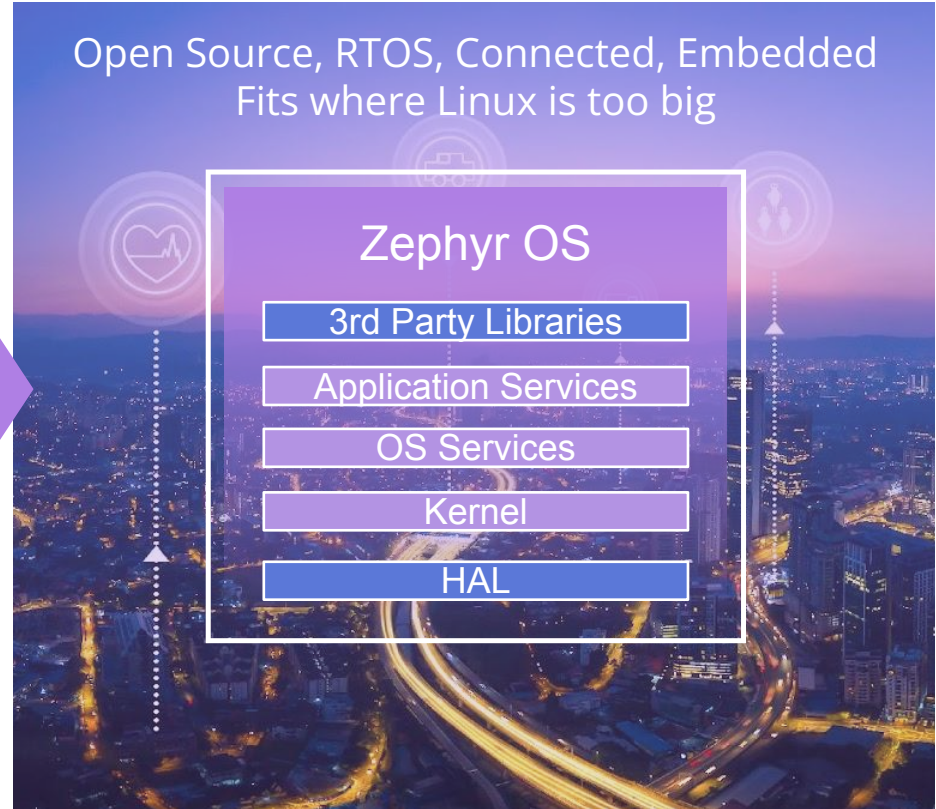 Open Source, RTOS, Connected, Embedded
Fits where Linux is too big
Zephyr OS
3rd Party Libraries
Application Services
OS Services
Kernel
HAL